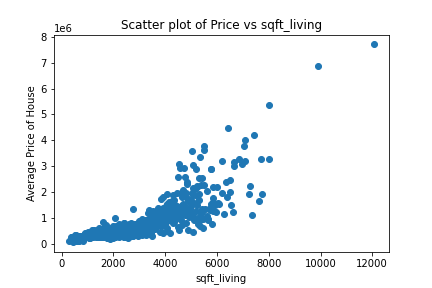 Scatter plot of Price vs sqft_living
1e6
8
7
6
5
4
3
2
1
0
Average Price of House
0 2000 4000 6000 8000 10000 12000
sqft_living